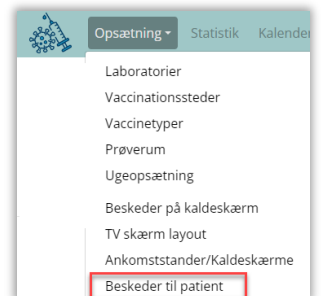 Opsætning Statistik Kalender
Laboratorier
Vaccinationssteder
Vaccinetyper
Prøverum
Ugeopsætning
Beskeder på kaldeskærm
TV skærm layout
Ankomststander/Kaldeskærme
Beskeder til patient